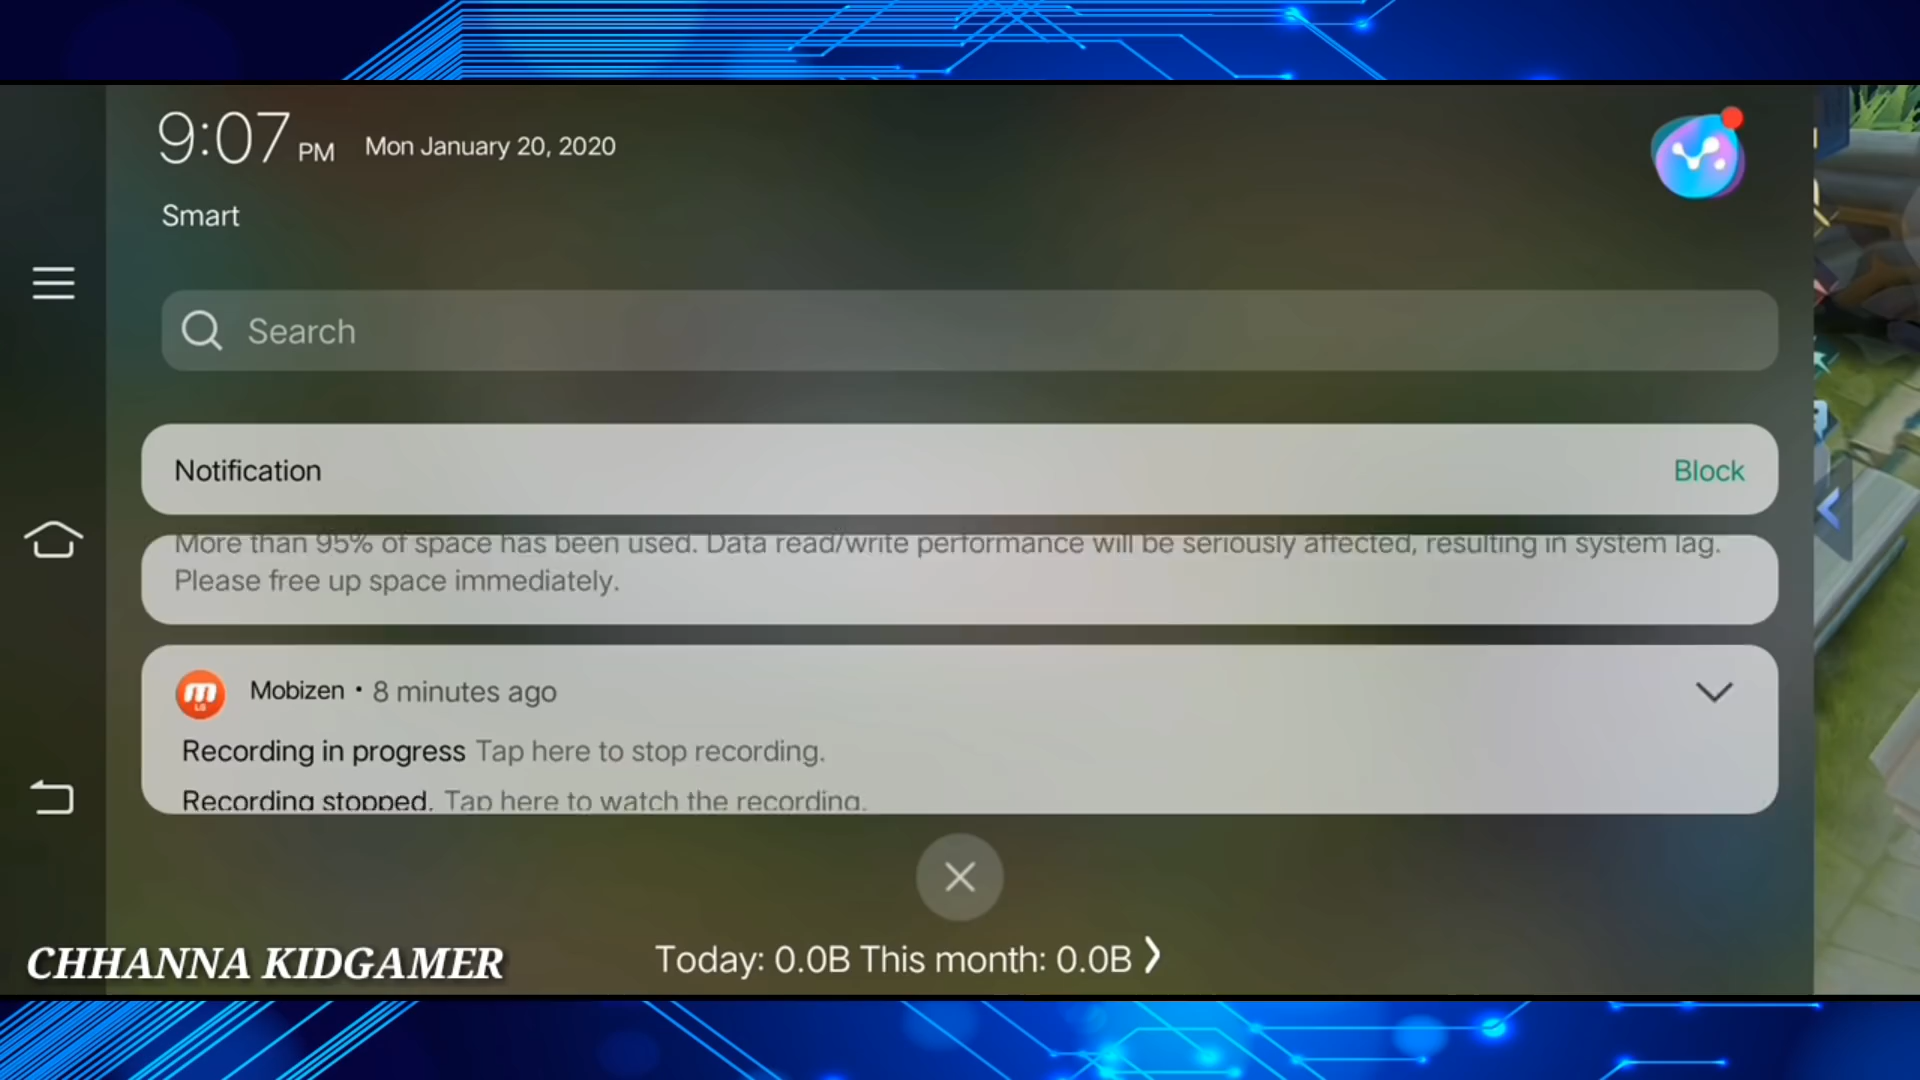 9:07 PM Mon January 20, 2020
Smart
Search
Notification Block
More than 95% of space has been used. Data read/write performance will be seriously affected, resulting in system lag.
Please free up space immediately.
m
LG
Mobizen • 8 minutes ago
Recording in progress Tap here to stop recording.
Recording stopped. Tap here to watch the recording.
CHHANNA KIDGAMER
Today: 0.0B This month: 0.0B